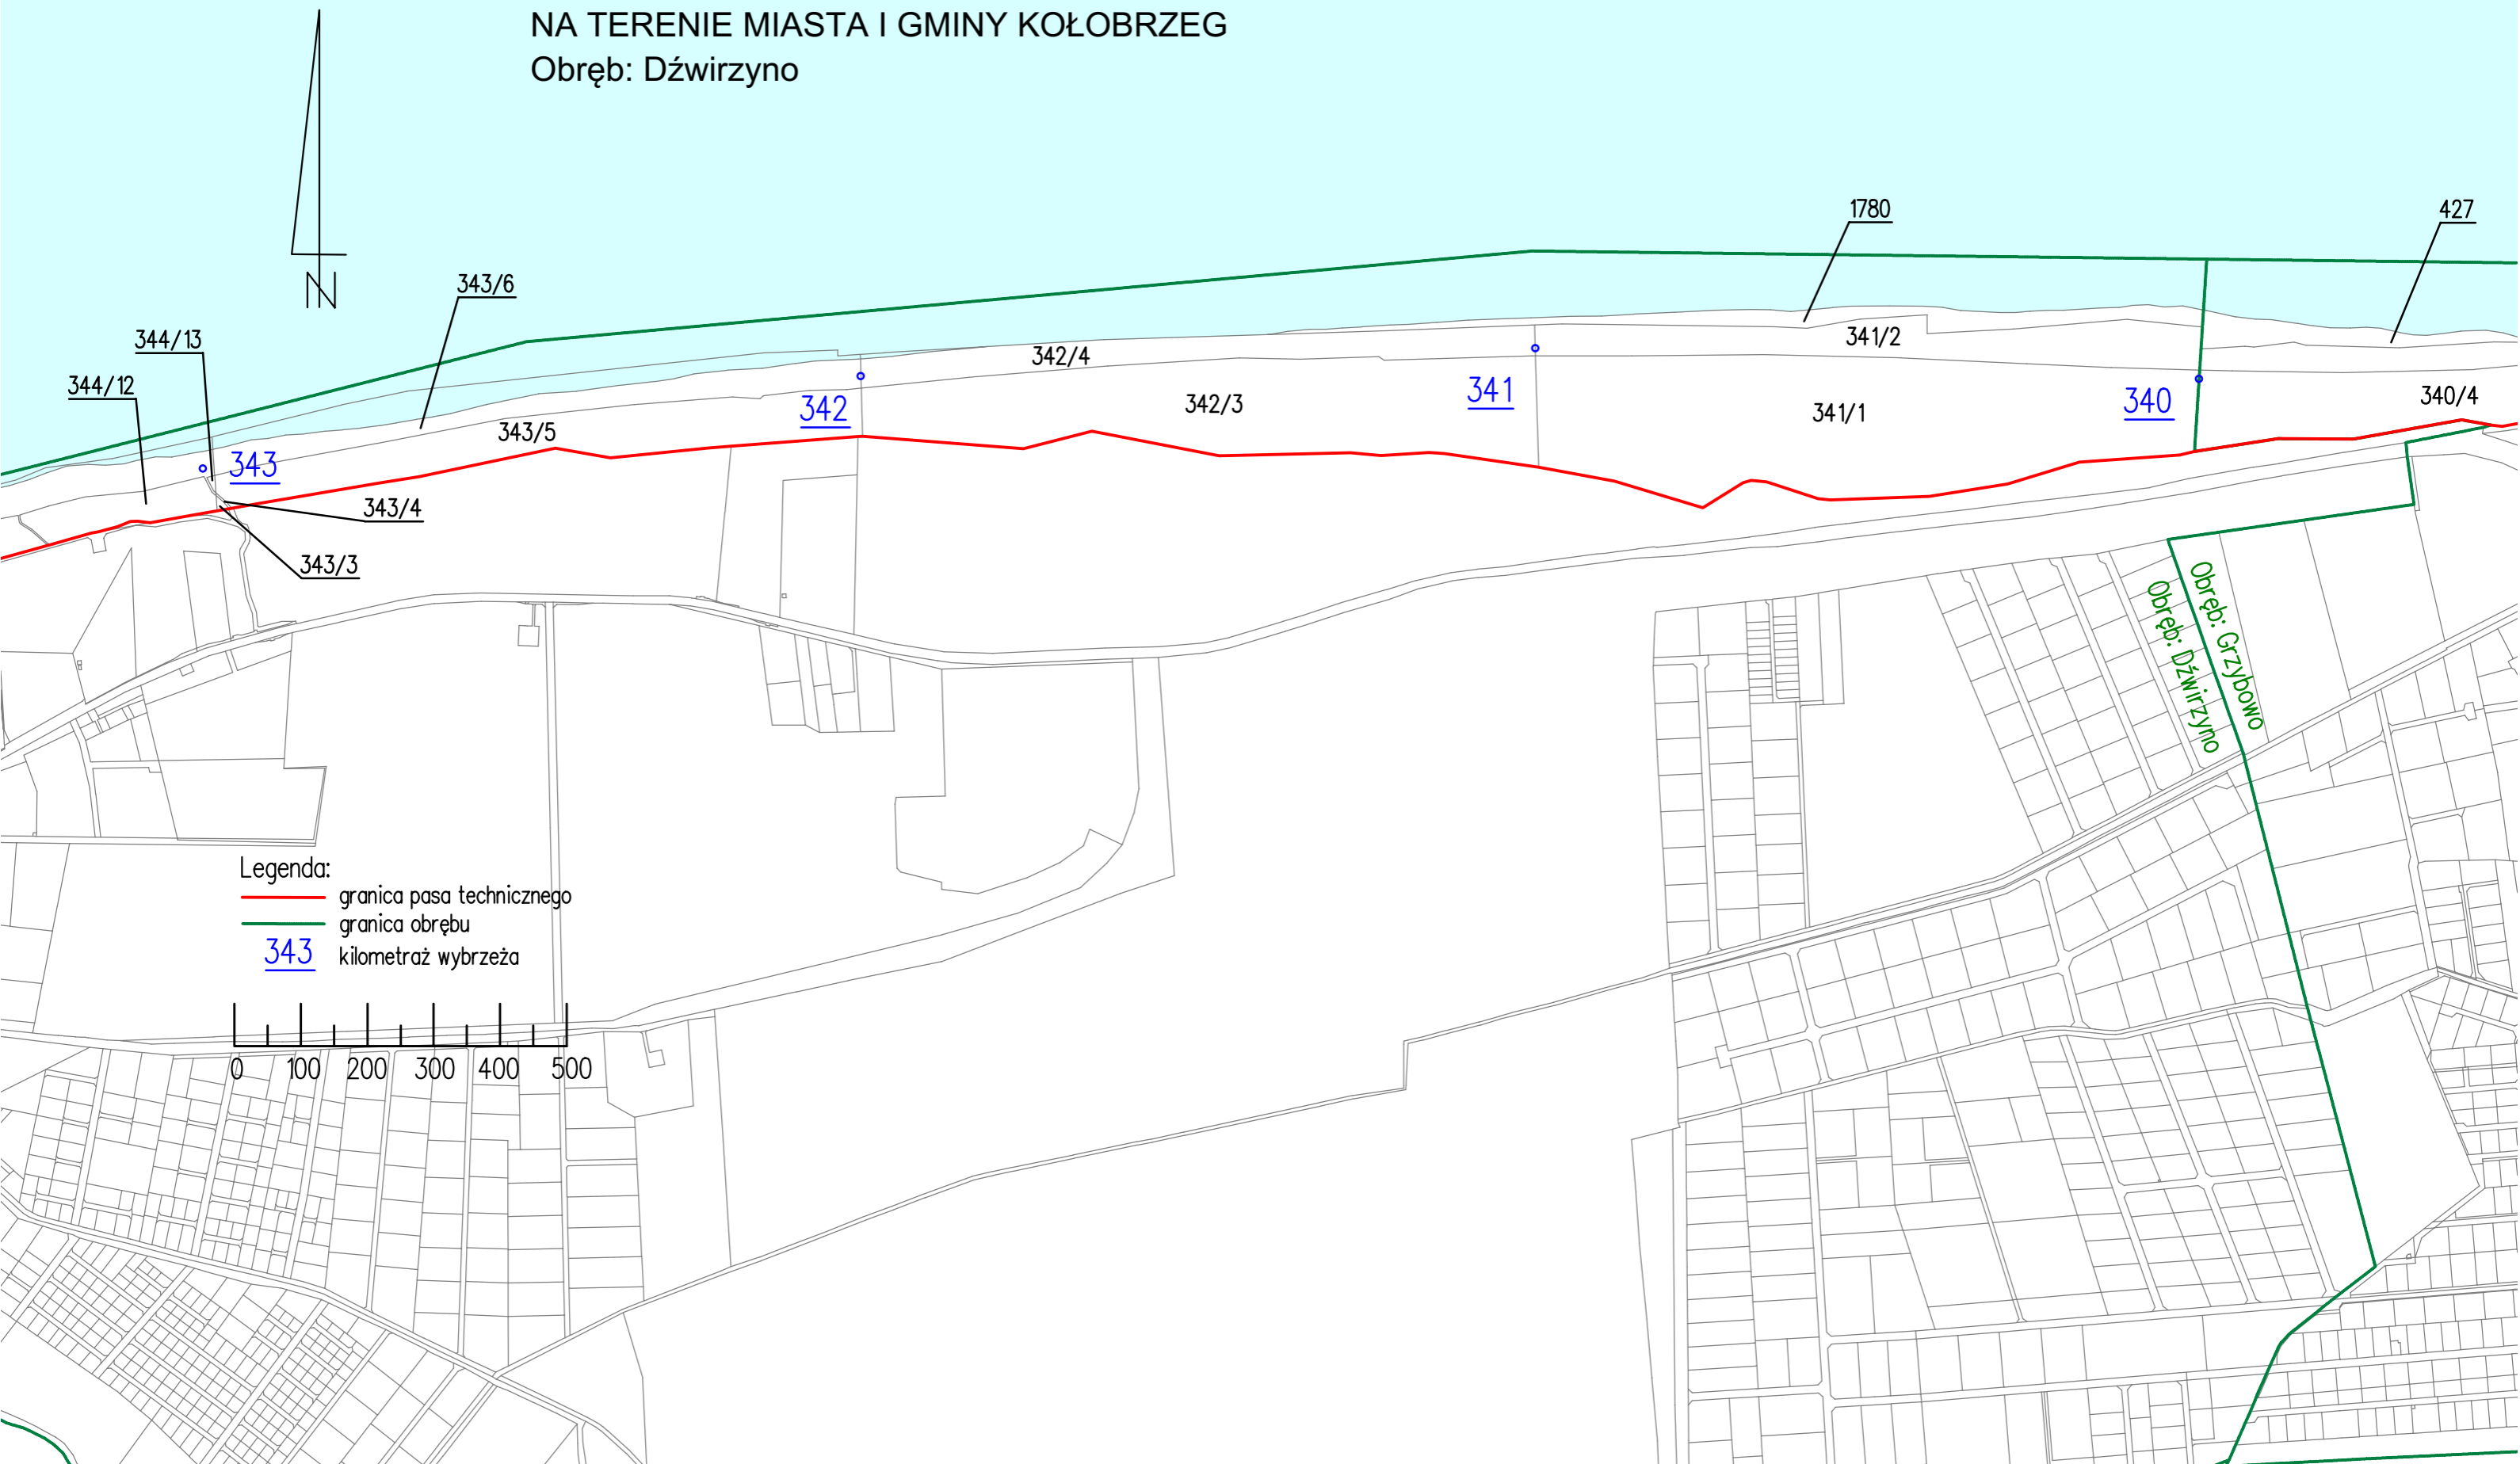 NA TERENIE MIASTA I GMINY KOŁOBRZEG
Obręb: Dźwirzyno
N
1780
427
343/6
344/13
341/2
342/4
344/12
341
340
340/4
342
342/3
341/1
343/5
343
343/4
343/3
Obręb: Grzybowo
Obręb: Dźwirzyno
Legenda:
granica pasa technicznego
granica obrębu
343 kilometraż wybrzeża
0 100 200 300 400 500